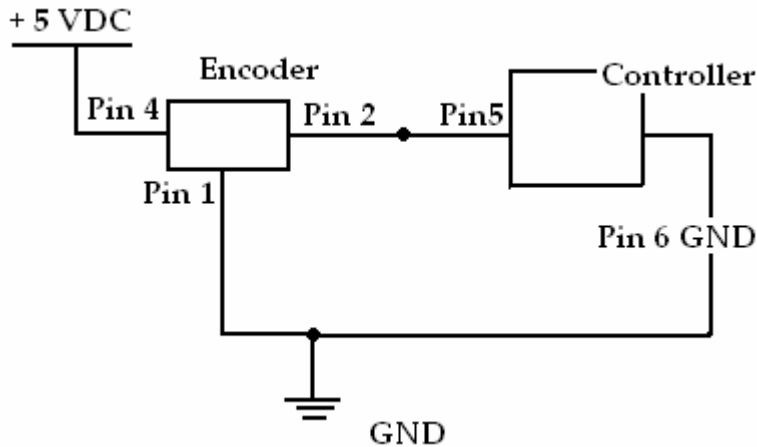 + 5 VDC
Encoder
Controller
Pin 4
Pin 2
Pin5
Pin 1
Pin 6 GND
GND